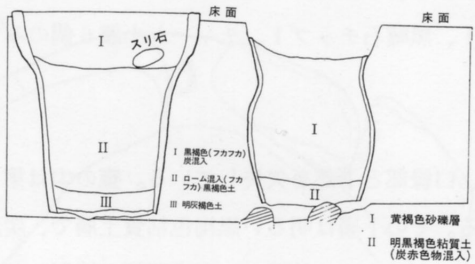 床面
Ⅰ
スリ石
Ⅱ
Ⅲ
Ⅰ 黒褐色(フカフカ)
炭混入
Ⅱ ローム混入(フカ
フカ)黒褐色土
Ⅲ 明灰褐色土
床面
Ⅰ
Ⅱ
Ⅰ 黄褐色砂礫層
Ⅱ 明黒褐色粘質土
(炭赤色物混入)